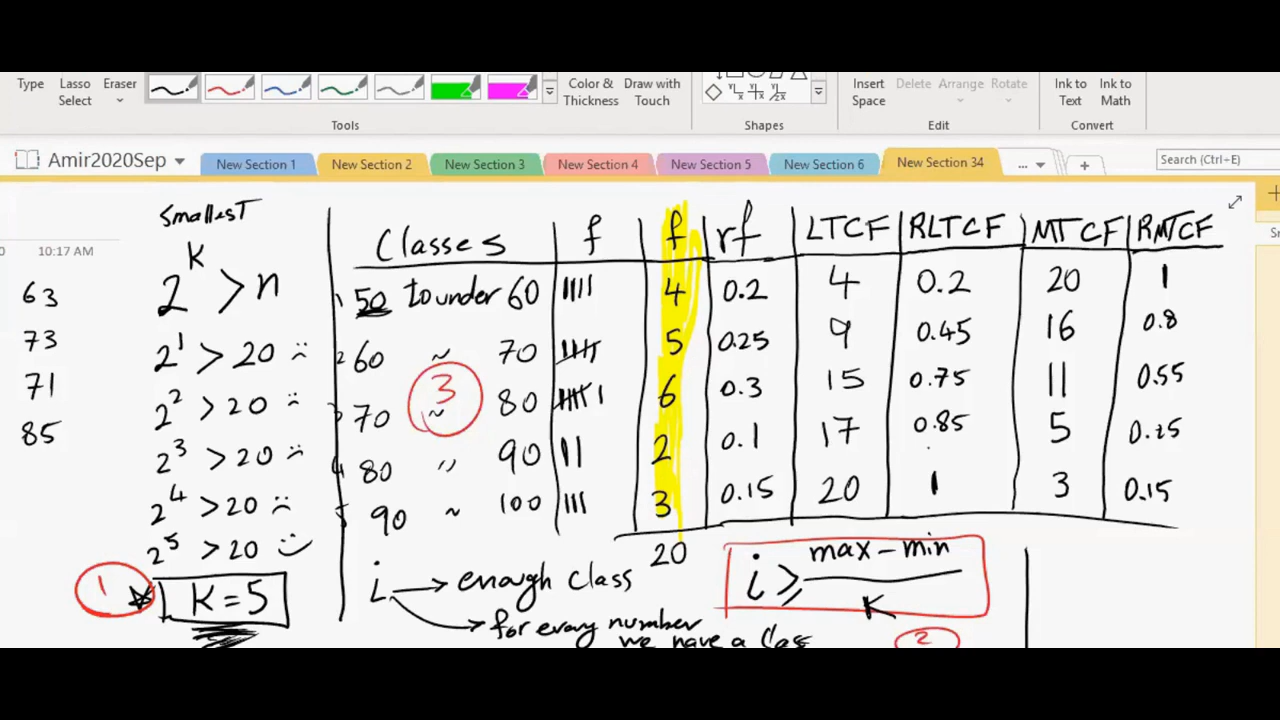 Type Lasso Select Eraser Color & Thickness Draw with Touch Insert Space Delete Arrange Rotate Ink to Text Ink to Math
Tools Shapes Edit Convert
Amir2020Sep New Section 1 New Section 2 New Section 3 New Section 4 New Section 5 New Section 6 New Section 34 ... Search (Ctrl+E)
10:17 AM
63
73
71
85
smallest
2^k > n
2^1 > 20 :(
2^2 > 20 :(
2^3 > 20 :(
2^4 > 20 :(
2^5 > 20 :)
1 K = 5
Classes f f rf LTCF RLTCF MTCF RMTCF
1 50 to under 60 |||| 4 0.2 4 0.2 20 1
2 60 ~ 70 5 0.25 9 0.45 16 0.8
3 70 ~ 80 6 0.3 15 0.75 11 0.55
4 80 " 90 || 2 0.1 17 0.85 5 0.25
5 90 ~ 100 ||| 3 0.15 20 1 3 0.15
3
20
i → enough class
→ for every number
we have a class
i ≥ (max - min) / K
2